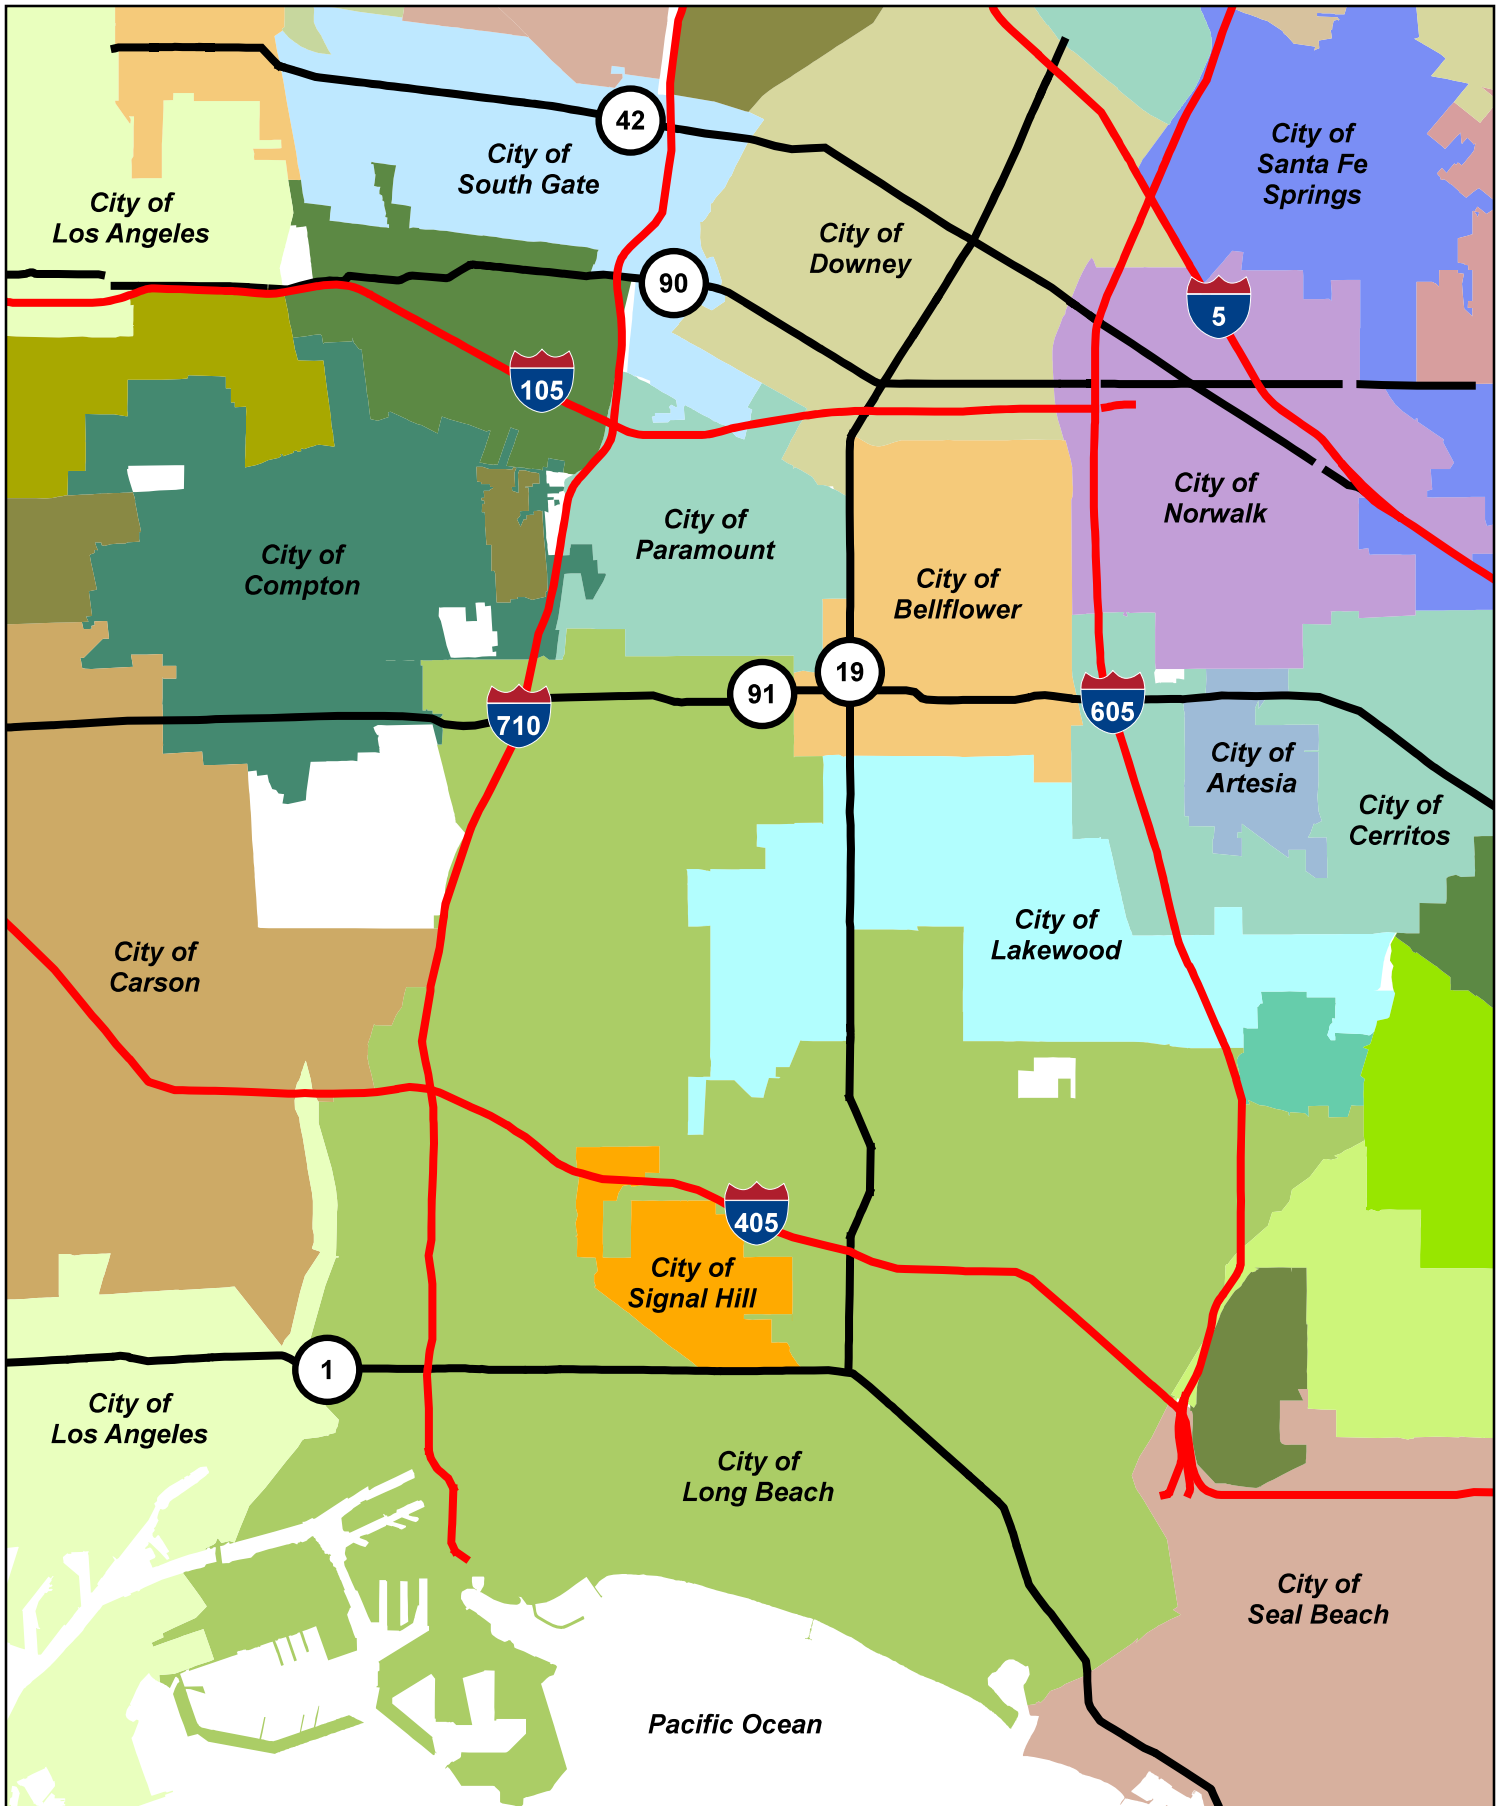 42
City of
South Gate
City of
Santa Fe
Springs
City of
Los Angeles
City of
Downey
90
5
105
City of
Norwalk
City of
Paramount
City of
Compton
City of
Bellflower
19
91
710
605
City of
Artesia
City of
Cerritos
City of
Lakewood
City of
Carson
405
City of
Signal Hill
1
City of
Los Angeles
City of
Long Beach
City of
Seal Beach
Pacific Ocean